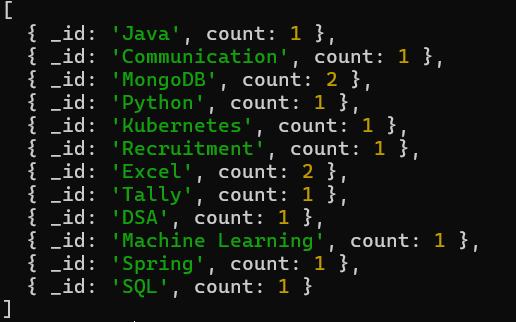 [
  { _id: 'Java', count: 1 },
  { _id: 'Communication', count: 1 },
  { _id: 'MongoDB', count: 2 },
  { _id: 'Python', count: 1 },
  { _id: 'Kubernetes', count: 1 },
  { _id: 'Recruitment', count: 1 },
  { _id: 'Excel', count: 2 },
  { _id: 'Tally', count: 1 },
  { _id: 'DSA', count: 1 },
  { _id: 'Machine Learning', count: 1 },
  { _id: 'Spring', count: 1 },
  { _id: 'SQL', count: 1 }
]